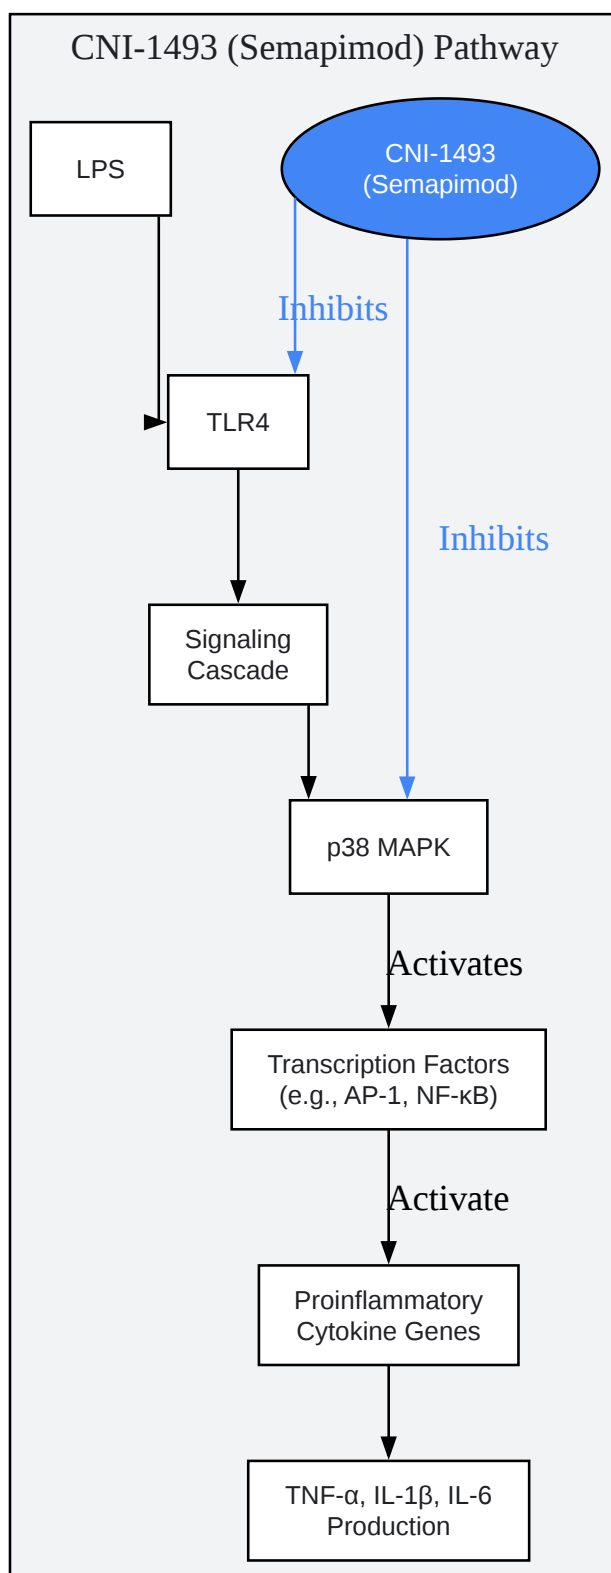 CNI-1493 (Semapimod) Pathway
LPS
CNI-1493
(Semapimod)
Inhibits
TLR4
Inhibits
Signaling
Cascade
p38 MAPK
Activates
Transcription Factors
(e.g., AP-1, NF-κB)
Activate
Proinflammatory
Cytokine Genes
TNF-α, IL-1β, IL-6
Production